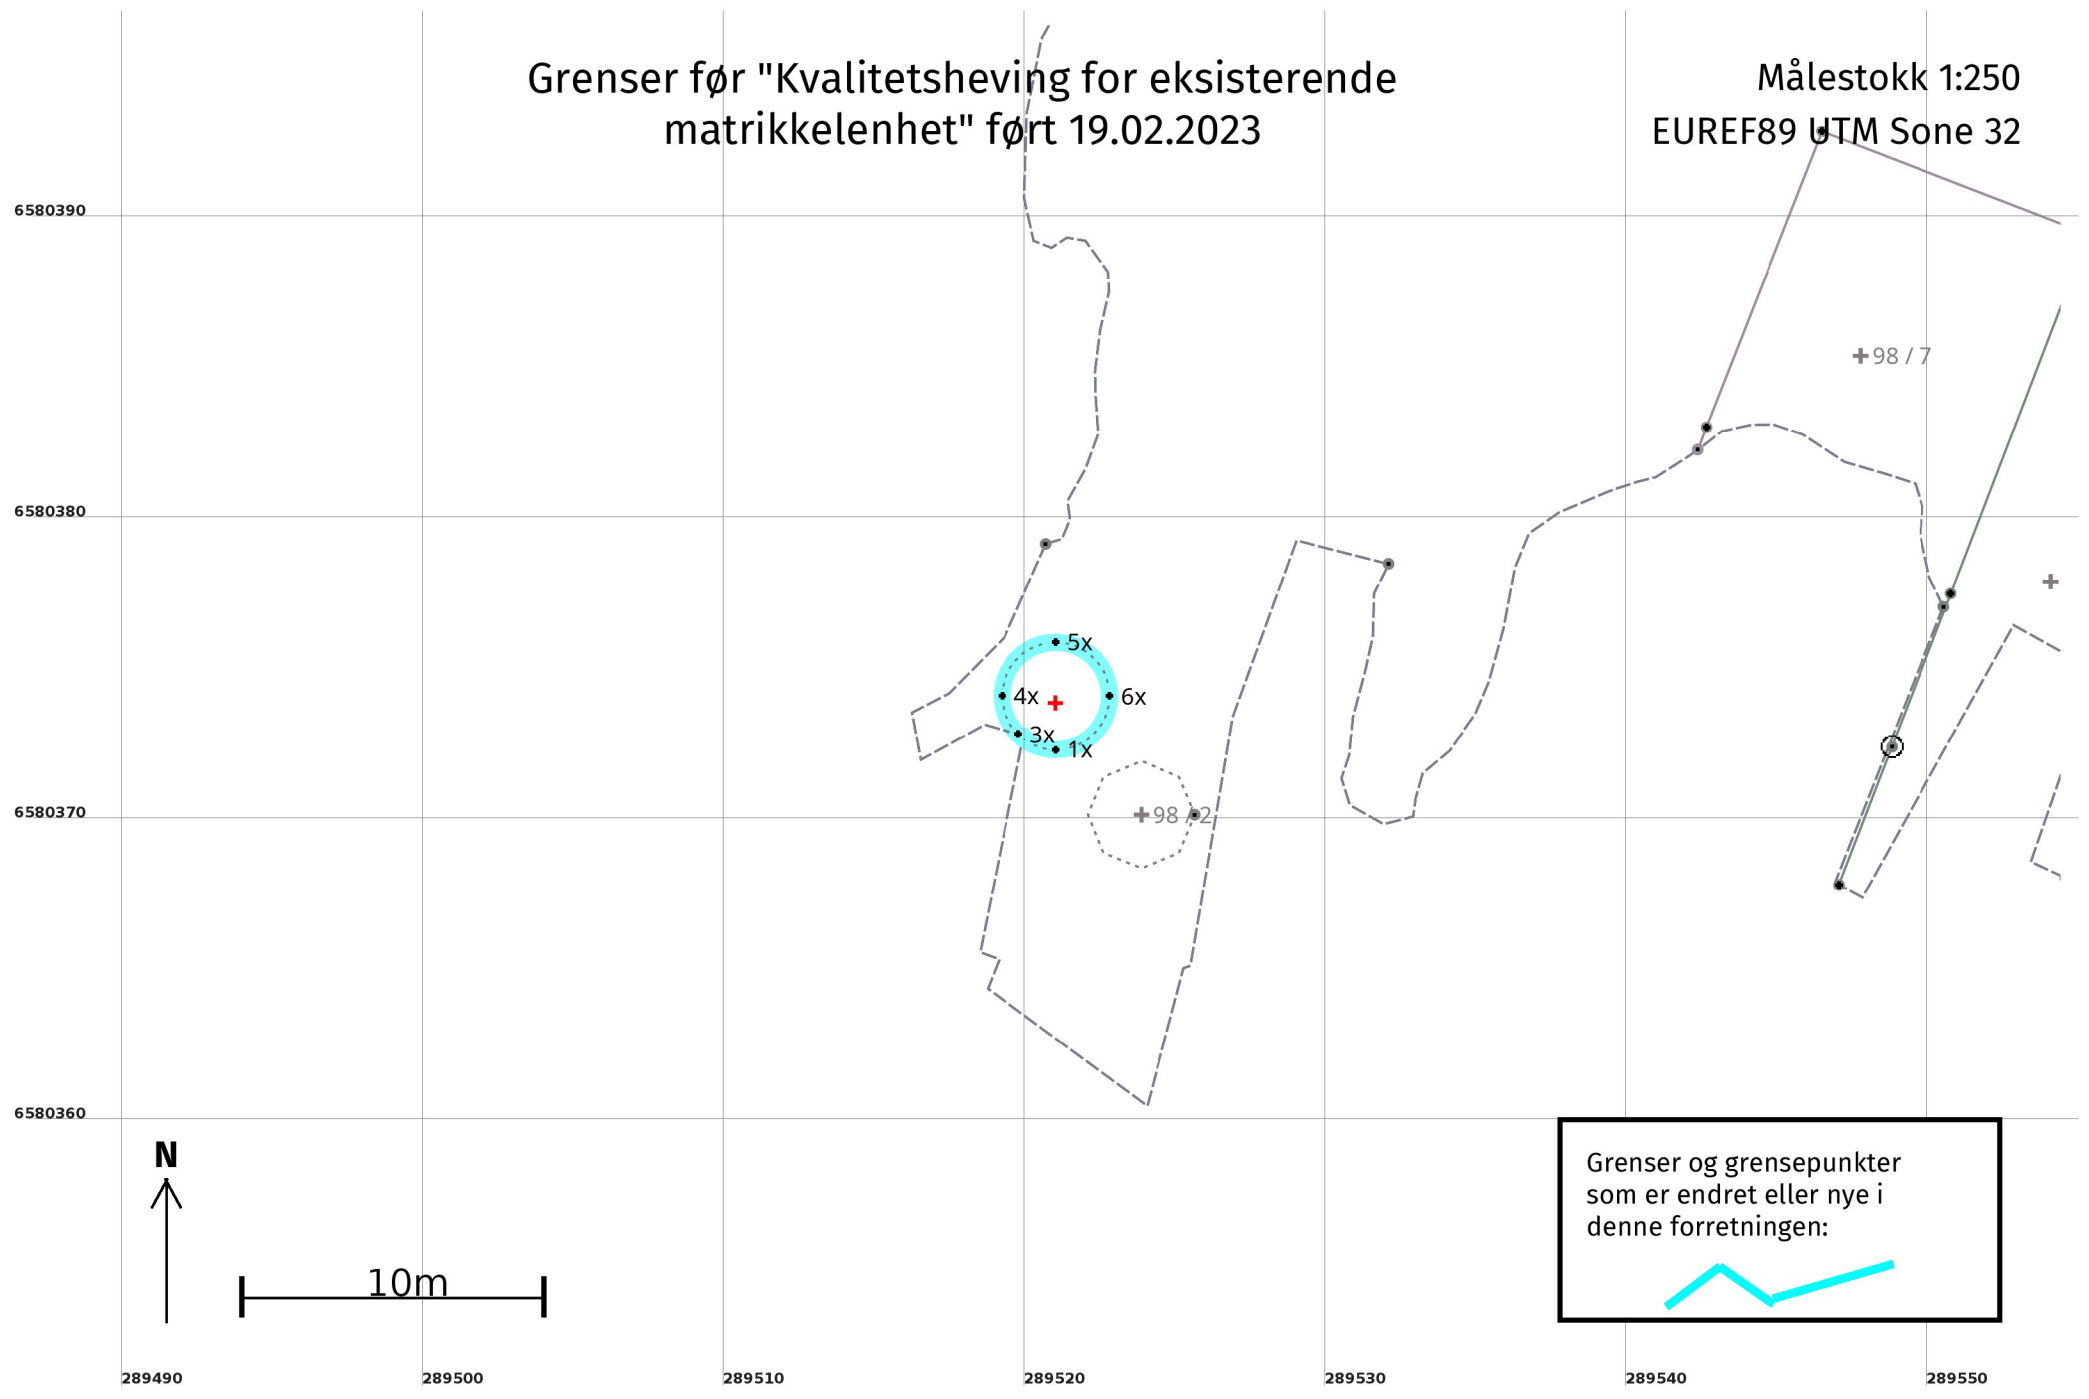 Grenser før "Kvalitetsheving for eksisterende
matrikkelenhet" ført 19.02.2023
Målestokk 1:250
EUREF89 UTM Sone 32
6580390
98 / 7
6580380
5x
4x
6x
3x
1x
6580370
98 / 2
6580360
N
10m
Grenser og grensepunkter
som er endret eller nye i
denne forretningen:
289490
289500
289510
289520
289530
289540
289550